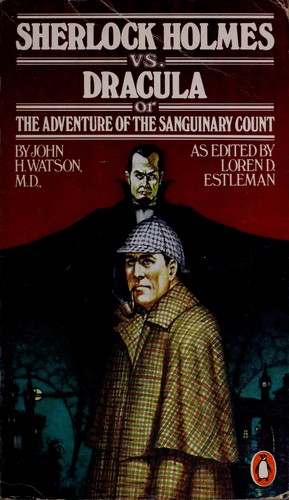 SHERLOCK HOLMES
VS.
DRACULA
or
THE ADVENTURE OF THE SANGUINARY COUNT
BY JOHN
H. WATSON,
M.D.,
AS EDITED BY
LOREN D.
ESTLEMAN